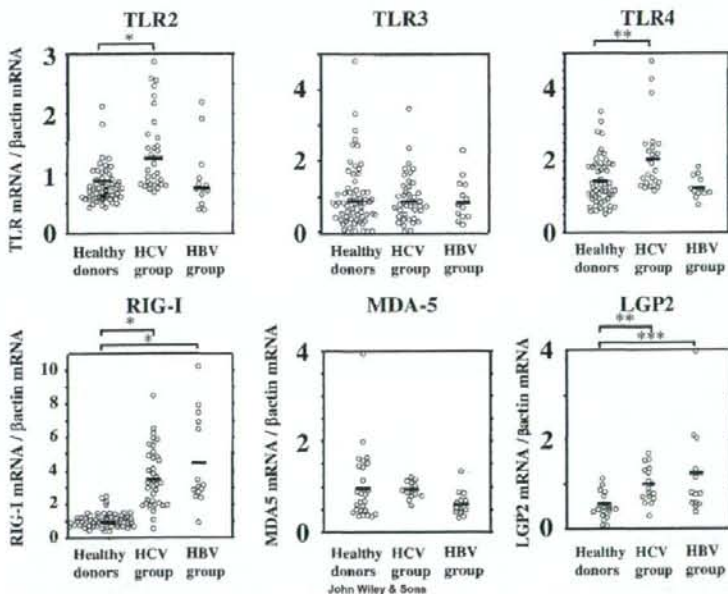 TLR2 TLR3 TLR4
* **
3
2
1
0
4
2
0
4
2
0
TLR mRNA / βactin mRNA
Healthy HCV HBV Healthy HCV HBV Healthy HCV HBV
donors group group donors group group donors group group
RIG-I MDA-5 LGP2
* **
* ***
10
8
6
4
2
0
4
2
0
4
2
0
RIG-I mRNA / βactin mRNA
MDA5 mRNA / βactin mRNA
LGP2 mRNA / βactin mRNA
Healthy HCV HBV Healthy HCV HBV Healthy HCV HBV
donors group group donors group group donors group group
John Wiley & Sons